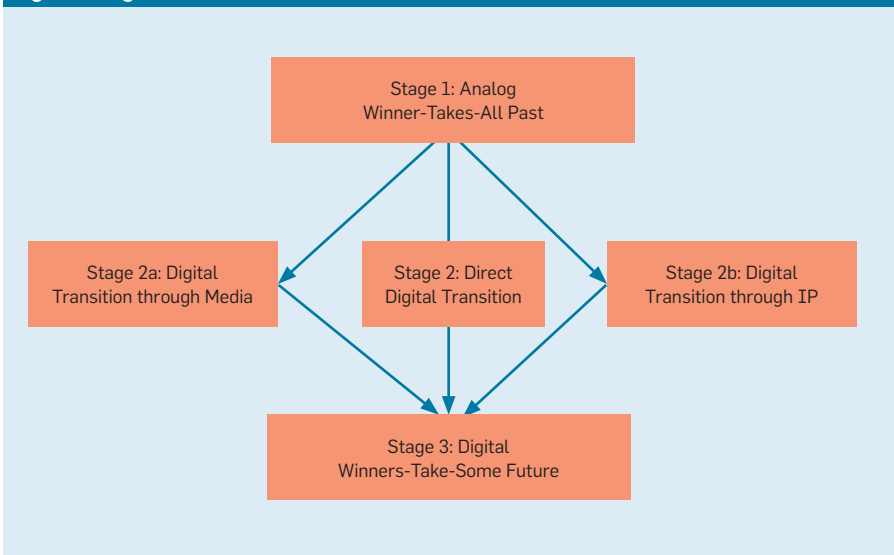 Stage 1: Analog
Winner-Takes-All Past
Stage 2a: Digital
Transition through Media
Stage 2: Direct
Digital Transition
Stage 2b: Digital
Transition through IP
Stage 3: Digital
Winners-Take-Some Future